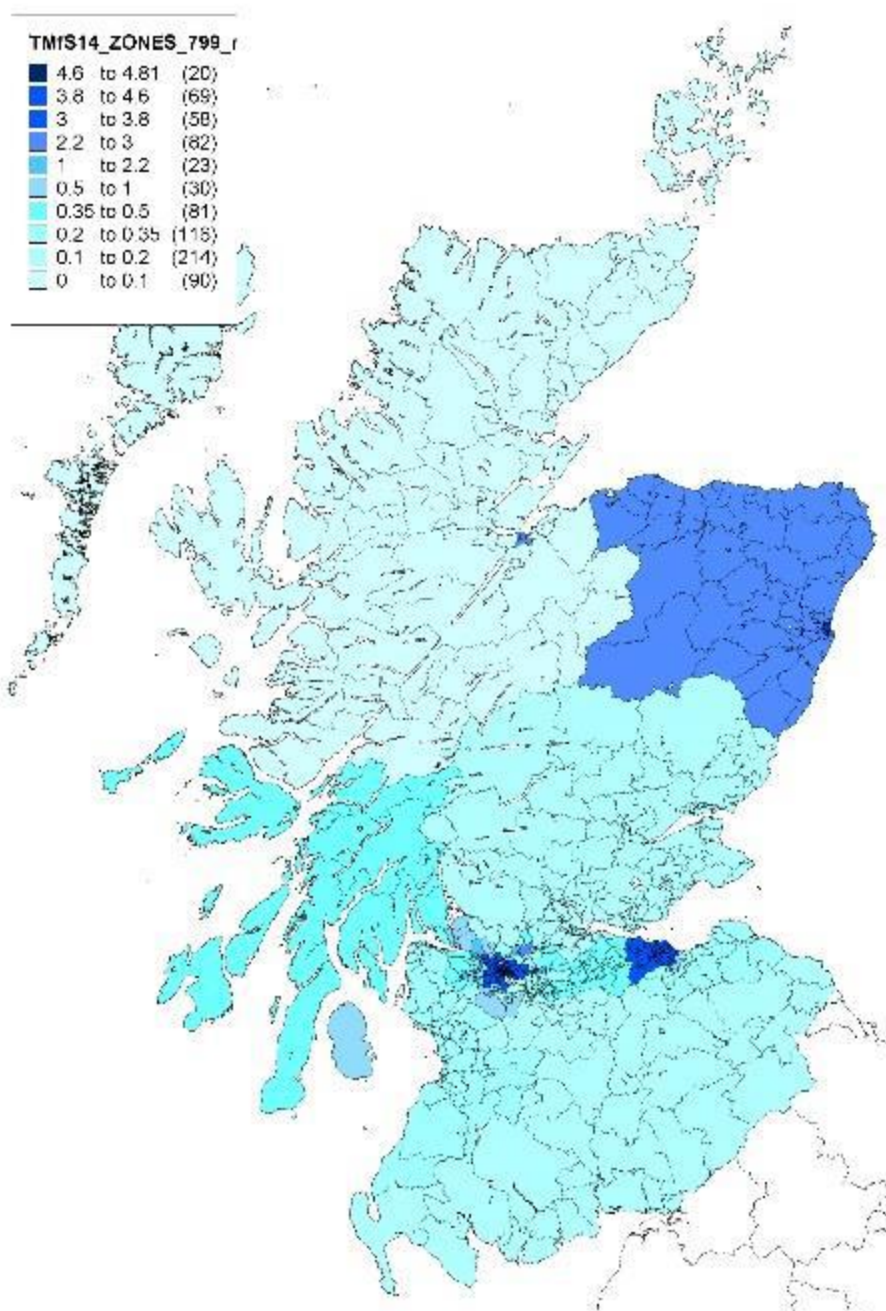 TMfS14_ZONES_799_r
4.6 to 4.81 (20)
3.8 to 4.6 (69)
3 to 3.8 (58)
2.2 to 3 (82)
1 to 2.2 (23)
0.5 to 1 (30)
0.35 to 0.5 (81)
0.2 to 0.35 (116)
0.1 to 0.2 (214)
0 to 0.1 (90)